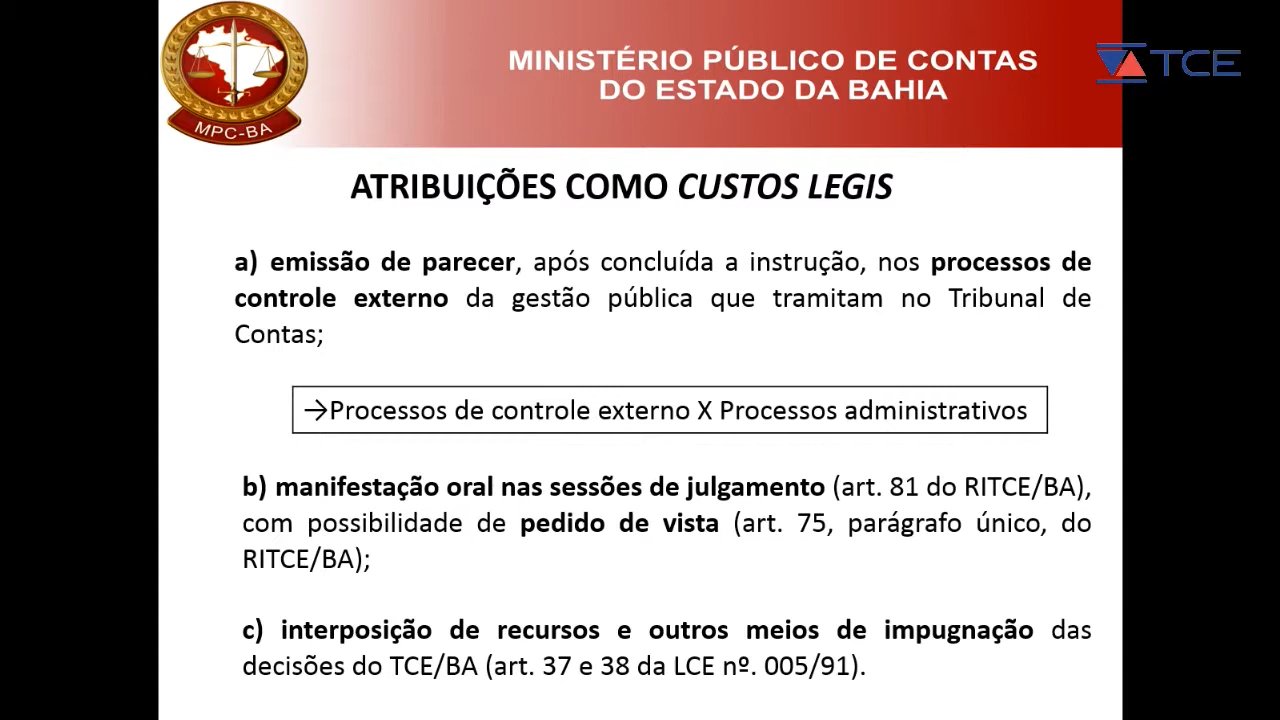 MINISTÉRIO PÚBLICO DE CONTAS
DO ESTADO DA BAHIA
TCE
MPC-BA
ATRIBUIÇÕES COMO CUSTOS LEGIS
a) emissão de parecer, após concluída a instrução, nos processos de
controle externo da gestão pública que tramitam no Tribunal de
Contas;
→Processos de controle externo X Processos administrativos
b) manifestação oral nas sessões de julgamento (art. 81 do RITCE/BA),
com possibilidade de pedido de vista (art. 75, parágrafo único, do
RITCE/BA);
c) interposição de recursos e outros meios de impugnação das
decisões do TCE/BA (art. 37 e 38 da LCE nº. 005/91).